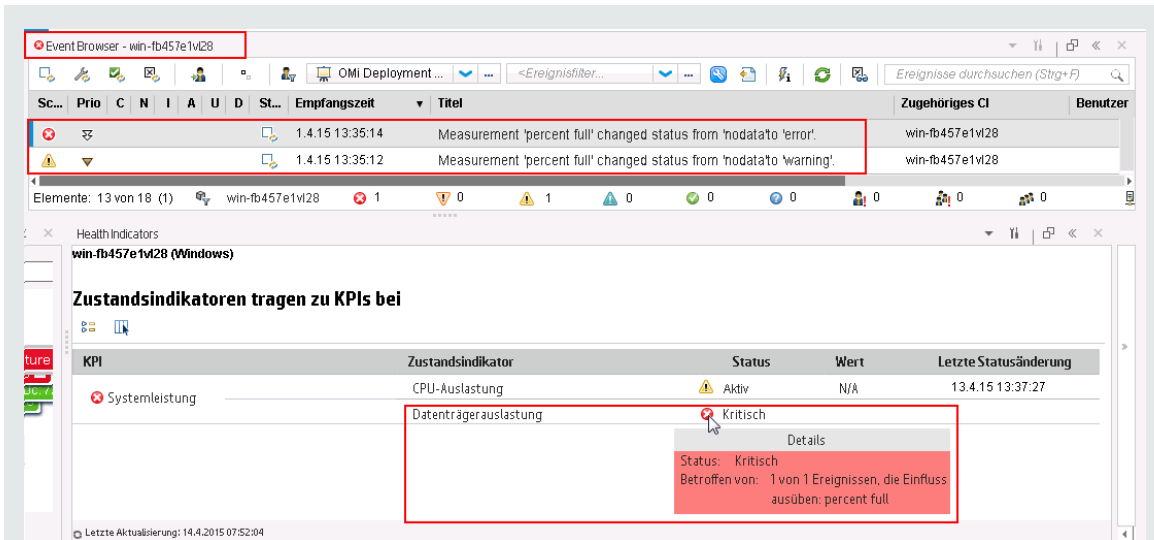 Event Browser - win-fb457e1vl28
OMi Deployment ... ... <Ereignisfilter... ... Ereignisse durchsuchen (Strg+F)
Sc... Prio C N I A U D St... Empfangszeit Titel Zugehöriges CI Benutzer
1.4.15 13:35:14 Measurement 'percent full' changed status from 'nodata'to 'error'. win-fb457e1vl28
1.4.15 13:35:12 Measurement 'percent full' changed status from 'nodata'to 'warning'. win-fb457e1vl28
Elemente: 13 von 18 (1) win-fb457e1vl28 1 0 1 0 0 0 0 0 0
Health Indicators
win-fb457e1vl28 (Windows)
Zustandsindikatoren tragen zu KPIs bei
ture
KPI Zustandsindikator Status Wert Letzte Statusänderung
Systemleistung CPU-Auslastung Aktiv N/A 13.4.15 13:37:27
Datenträgerauslastung Kritisch
Details
Status: Kritisch
Betroffen von: 1 von 1 Ereignissen, die Einfluss
ausüben: percent full
Letzte Aktualisierung: 14.4.2015 07:52:04